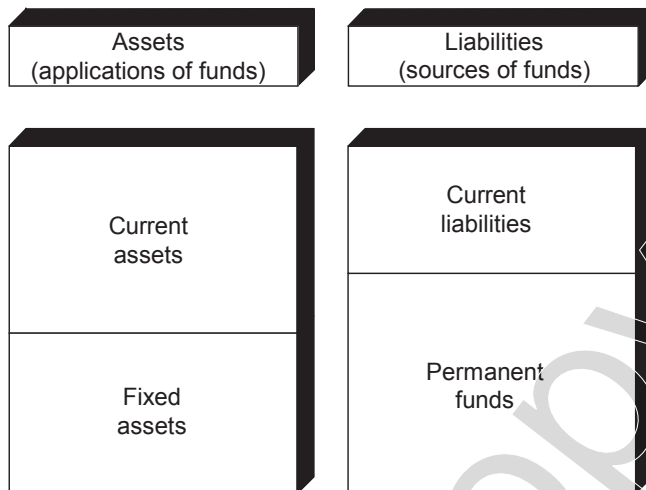 Assets
(applications of funds)
Liabilities
(sources of funds)
Current
assets
Current
liabilities
Fixed
assets
Permanent
funds